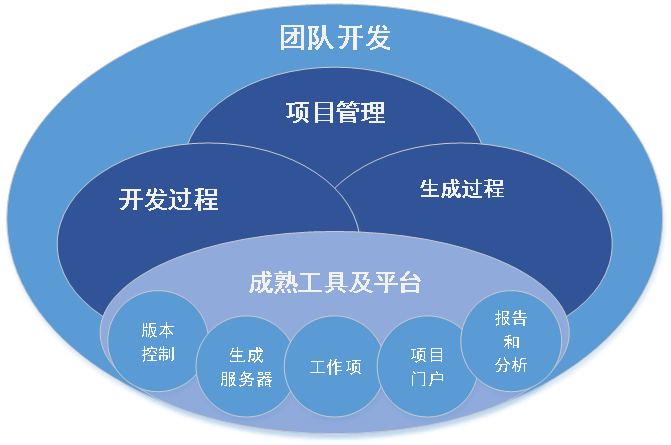 团队开发
项目管理
开发过程
生成过程
成熟工具及平台
版本
控制
生成
服务器
工作项
项目
门户
报告
和
分析